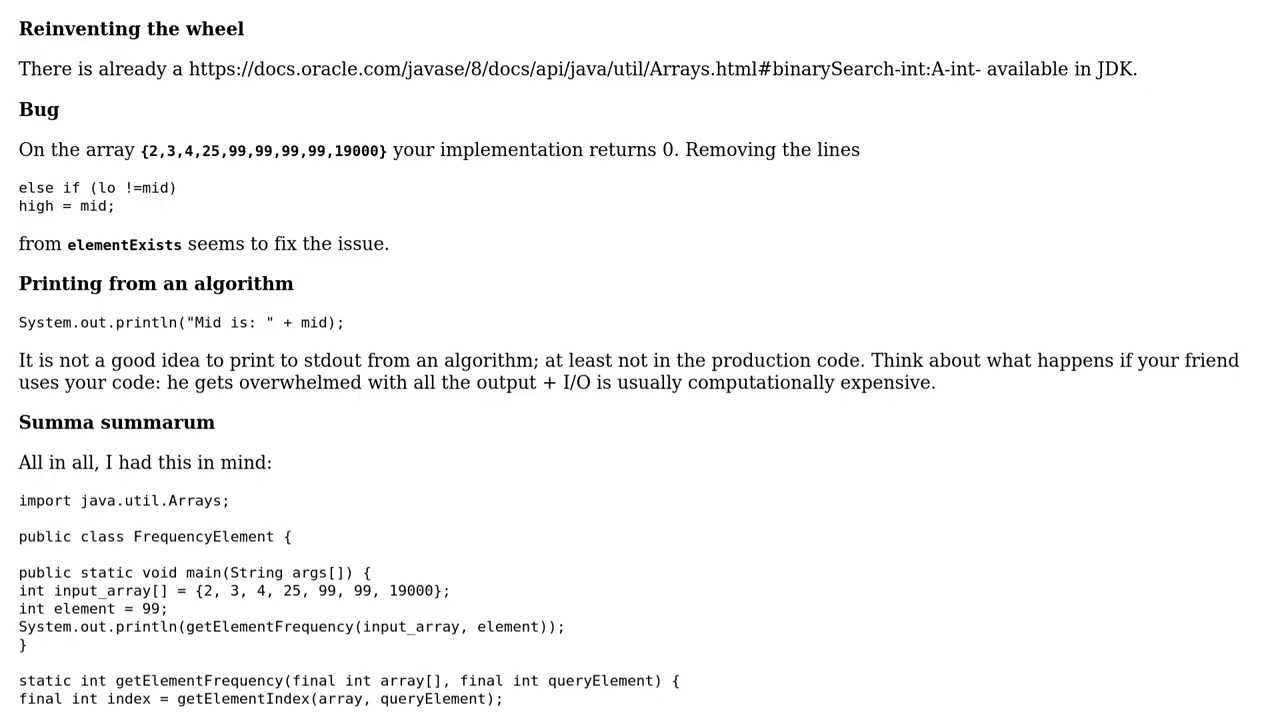 Reinventing the wheel
There is already a https://docs.oracle.com/javase/8/docs/api/java/util/Arrays.html#binarySearch-int:A-int- available in JDK.
Bug
On the array {2,3,4,25,99,99,99,99,19000} your implementation returns 0. Removing the lines
else if (lo !=mid)
high = mid;
from elementExists seems to fix the issue.
Printing from an algorithm
System.out.println("Mid is: " + mid);
It is not a good idea to print to stdout from an algorithm; at least not in the production code. Think about what happens if your friend
uses your code: he gets overwhelmed with all the output + I/O is usually computationally expensive.
Summa summarum
All in all, I had this in mind:
import java.util.Arrays;
public class FrequencyElement {
public static void main(String args[]) {
int input_array[] = {2, 3, 4, 25, 99, 99, 19000};
int element = 99;
System.out.println(getElementFrequency(input_array, element));
}
static int getElementFrequency(final int array[], final int queryElement) {
final int index = getElementIndex(array, queryElement);